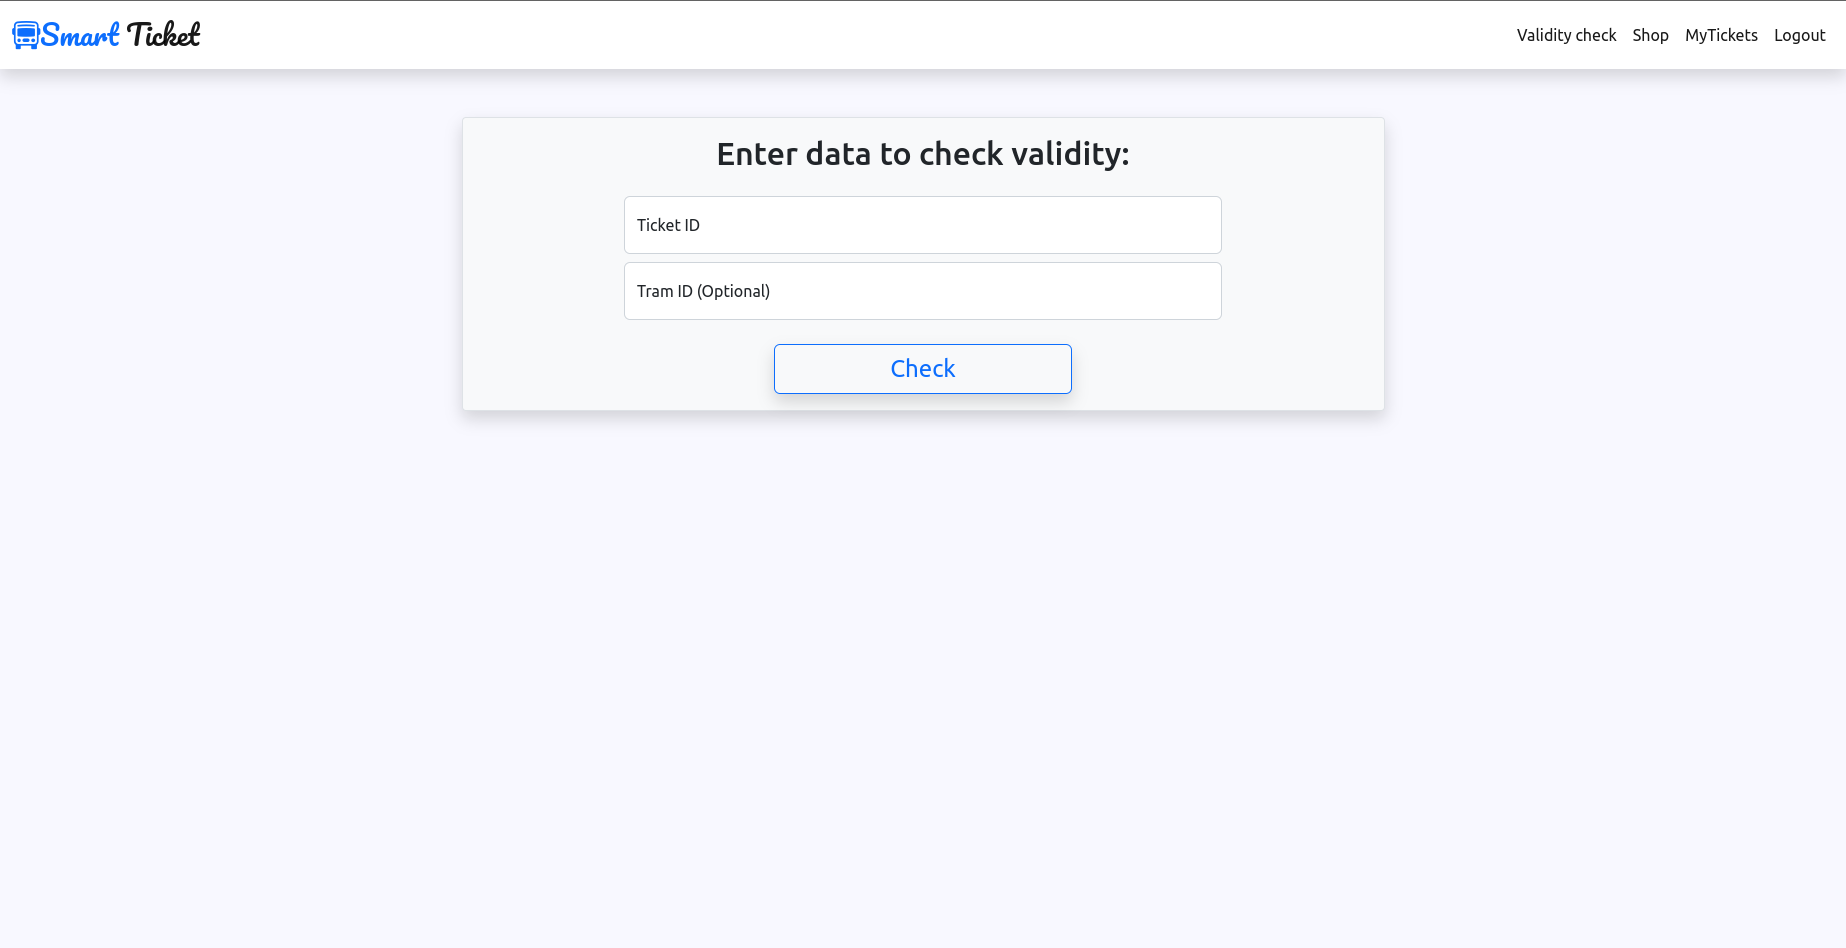 Smart Ticket
Validity check Shop MyTickets Logout
Enter data to check validity:
Ticket ID
Tram ID (Optional)
Check